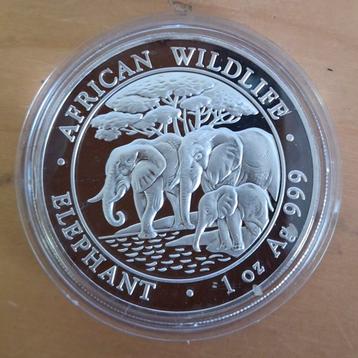 AFRICAN WILDLIFE
ELEPHANT · 1 oz Ag 999